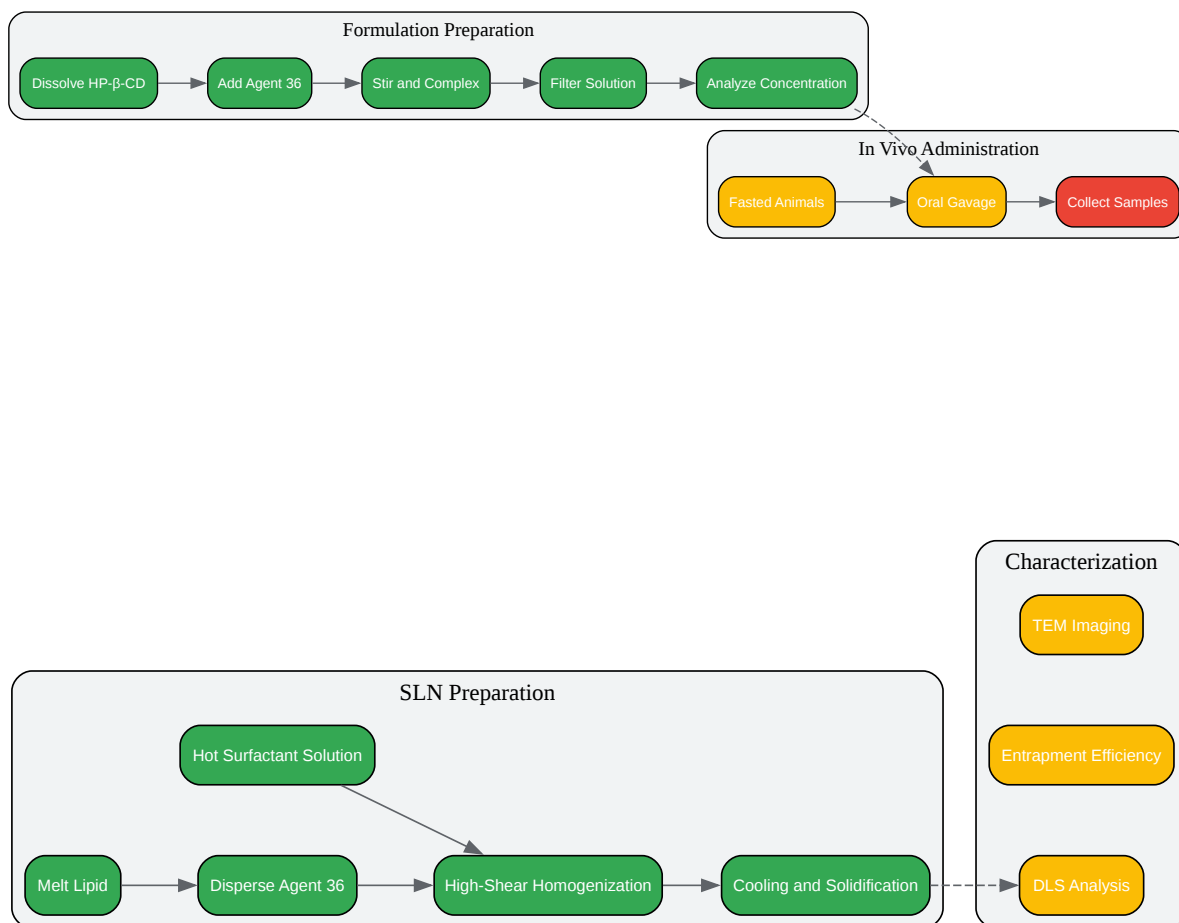 Formulation Preparation
Dissolve HP-β-CD
Add Agent 36
Stir and Complex
Filter Solution
Analyze Concentration
In Vivo Administration
Fasted Animals
Oral Gavage
Collect Samples
Characterization
TEM Imaging
SLN Preparation
Hot Surfactant Solution
Entrapment Efficiency
Melt Lipid
Disperse Agent 36
High-Shear Homogenization
Cooling and Solidification
DLS Analysis